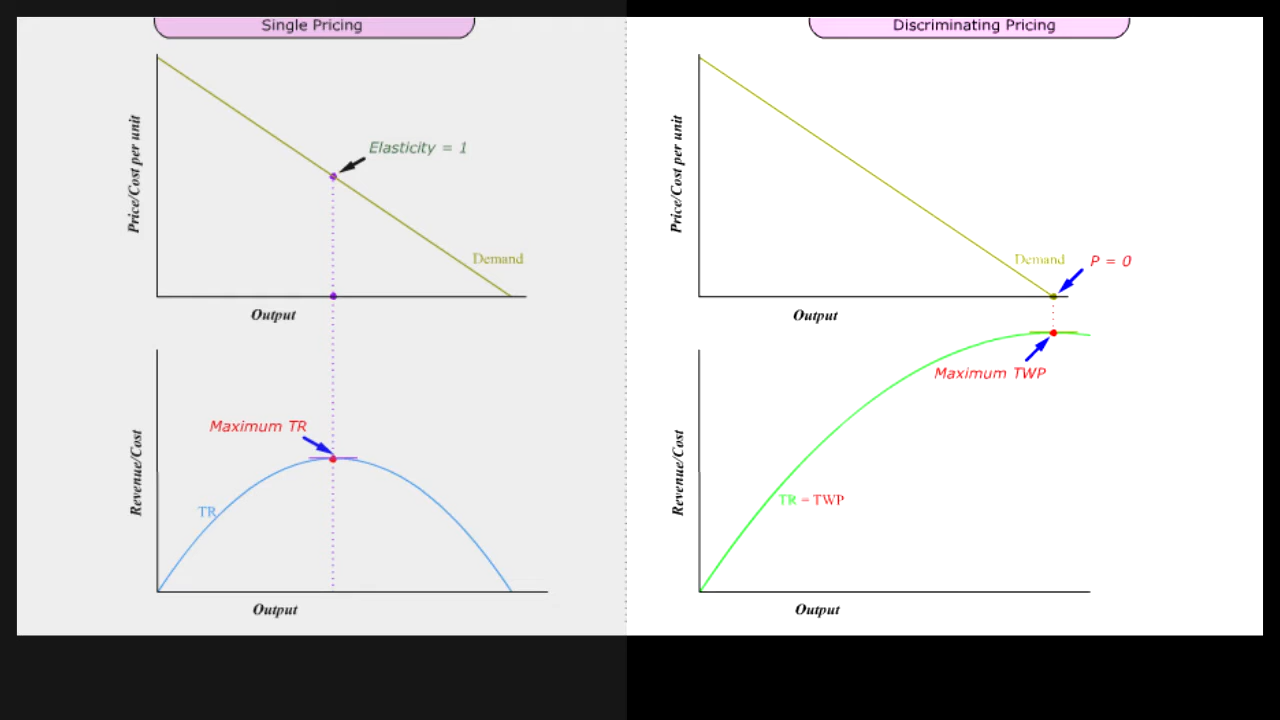 Single Pricing
Price/Cost per unit
Elasticity = 1
Demand
Output
Revenue/Cost
Maximum TR
TR
Output
Discriminating Pricing
Price/Cost per unit
Demand
P = 0
Output
Revenue/Cost
Maximum TWP
TR = TWP
Output